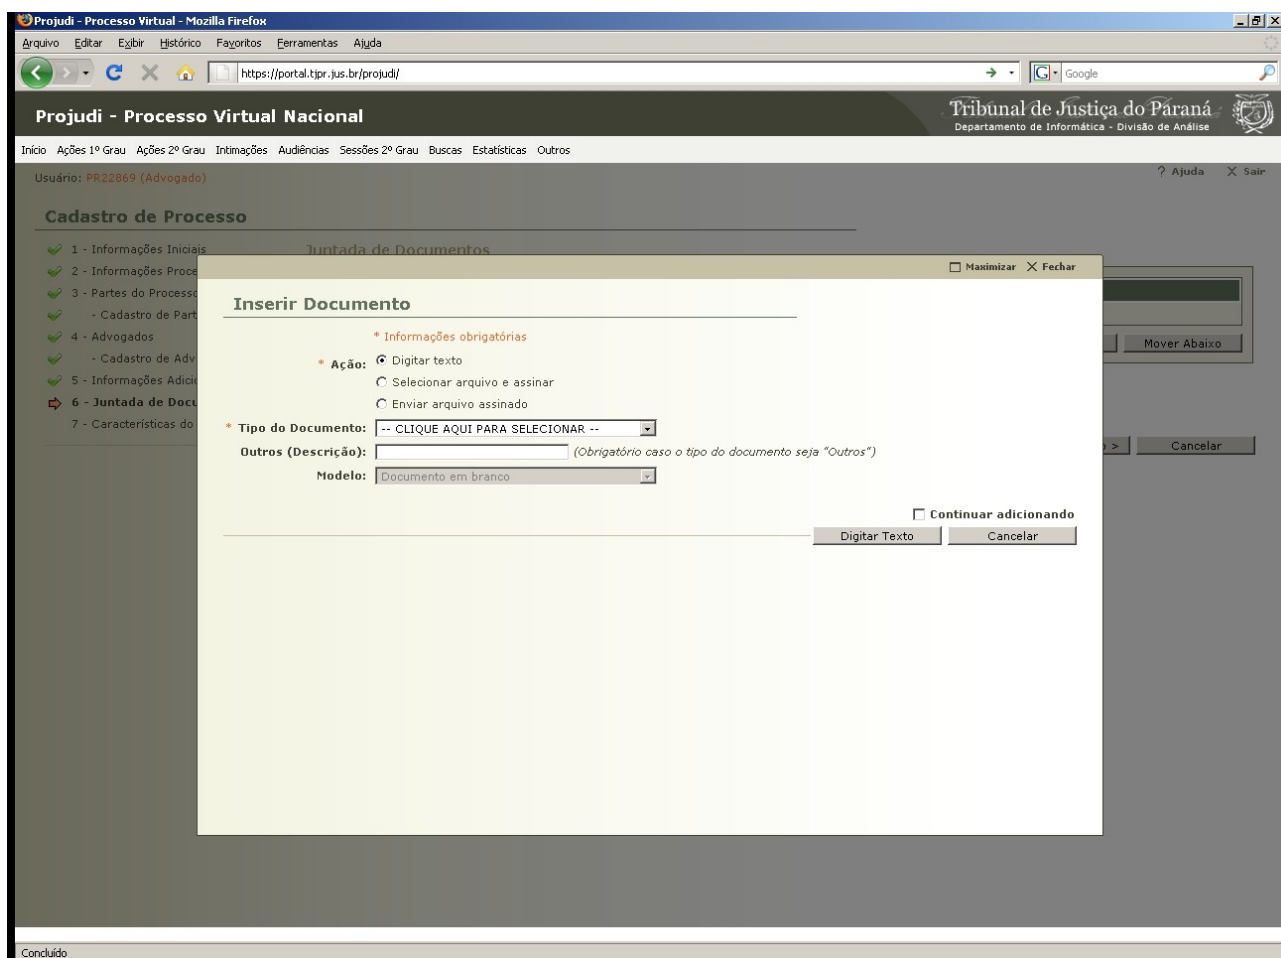 Projudi - Processo Virtual - Mozilla Firefox
Arquivo Editar Exibir Histórico Favoritos Ferramentas Ajuda
https://portal.tjpr.jus.br/projudi/
G Google
Projudi - Processo Virtual Nacional
Tribunal de Justiça do Paraná
Departamento de Informática - Divisão de Análise
Início Ações 1º Grau Ações 2º Grau Intimações Audiências Sessões 2º Grau Buscas Estatísticas Outros
Usuário: PR22869 (Advogado)
? Ajuda X Sair
Cadastro de Processo
1 - Informações Iniciais
Juntada de Documentos
2 - Informações Proce
Maximizar X Fechar
3 - Partes do Processo
Inserir Documento
- Cadastro de Part
* Informações obrigatórias
4 - Advogados
Mover Abaixo
- Cadastro de Adv
* Ação: Digitar texto
5 - Informações Adici
Selecionar arquivo e assinar
6 - Juntada de Docu
Enviar arquivo assinado
7 - Características do
* Tipo do Documento: -- CLIQUE AQUI PARA SELECIONAR --
Outros (Descrição): (Obrigatório caso o tipo do documento seja "Outros")
> Cancelar
Modelo: Documento em branco
Continuar adicionando
Digitar Texto Cancelar
Concluído